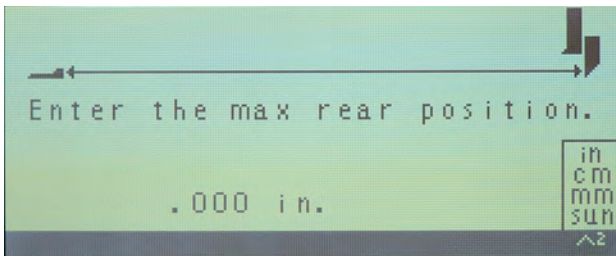 Enter the max rear position.
.000 in.
in
cm
mm
sun
^2